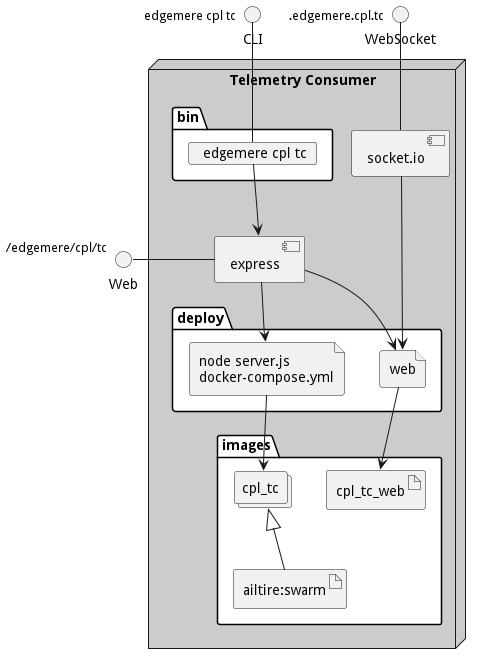 edgemere cpl tc
.edgemere.cpl.tc
CLI
WebSocket
Telemetry Consumer
bin
edgemere cpl tc
socket.io
/edgemere/cpl/tc
express
Web
deploy
node server.js
docker-compose.yml
web
images
cpl_tc
cpl_tc_web
ailtire:swarm